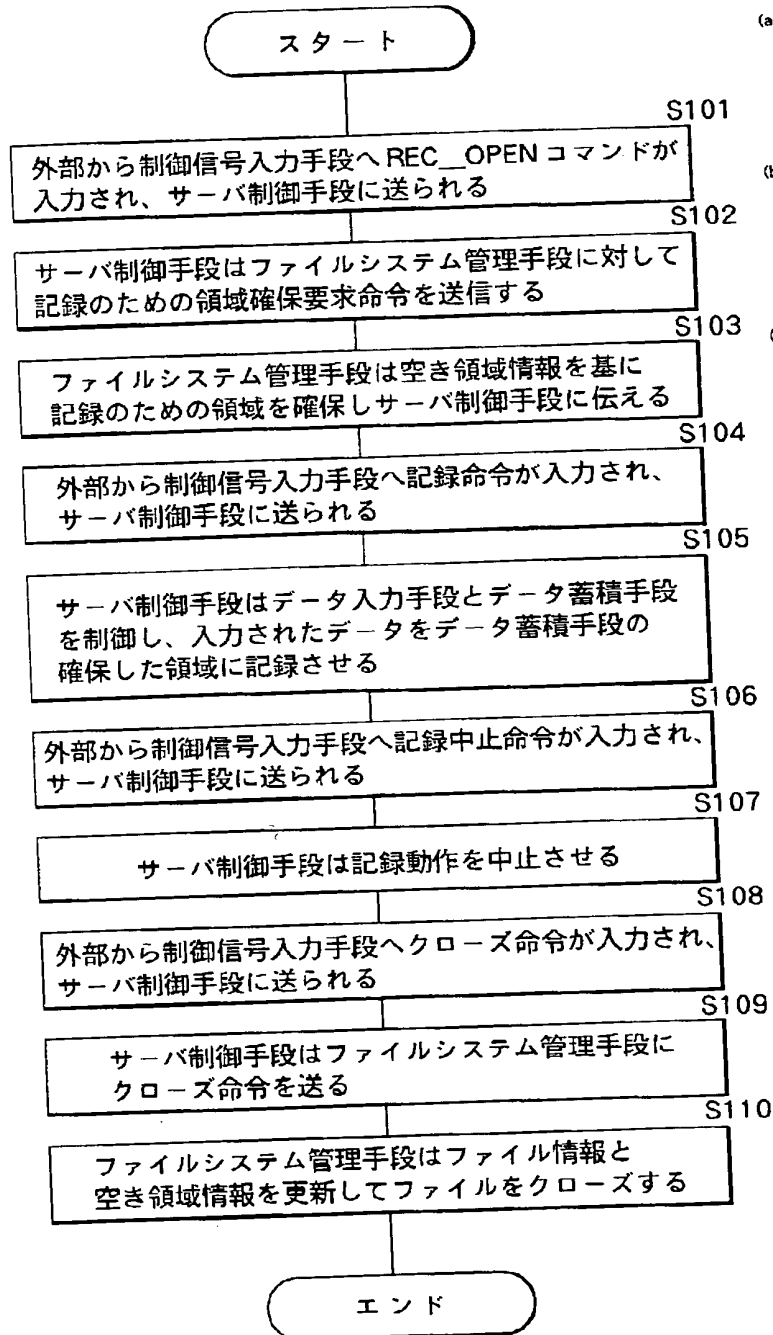 スタート
S101
外部から制御信号入力手段へREC__OPENコマンドが
入力され、サーバ制御手段に送られる
S102
サーバ制御手段はファイルシステム管理手段に対して
記録のための領域確保要求命令を送信する
S103
ファイルシステム管理手段は空き領域情報を基に
記録のための領域を確保しサーバ制御手段に伝える
S104
外部から制御信号入力手段へ記録命令が入力され、
サーバ制御手段に送られる
S105
サーバ制御手段はデータ入力手段とデータ蓄積手段
を制御し、入力されたデータをデータ蓄積手段の
確保した領域に記録させる
S106
外部から制御信号入力手段へ記録中止命令が入力され、
サーバ制御手段に送られる
S107
サーバ制御手段は記録動作を中止させる
S108
外部から制御信号入力手段へクローズ命令が入力され、
サーバ制御手段に送られる
S109
サーバ制御手段はファイルシステム管理手段に
クローズ命令を送る
S110
ファイルシステム管理手段はファイル情報と
空き領域情報を更新してファイルをクローズする
エンド
(a
(b
(